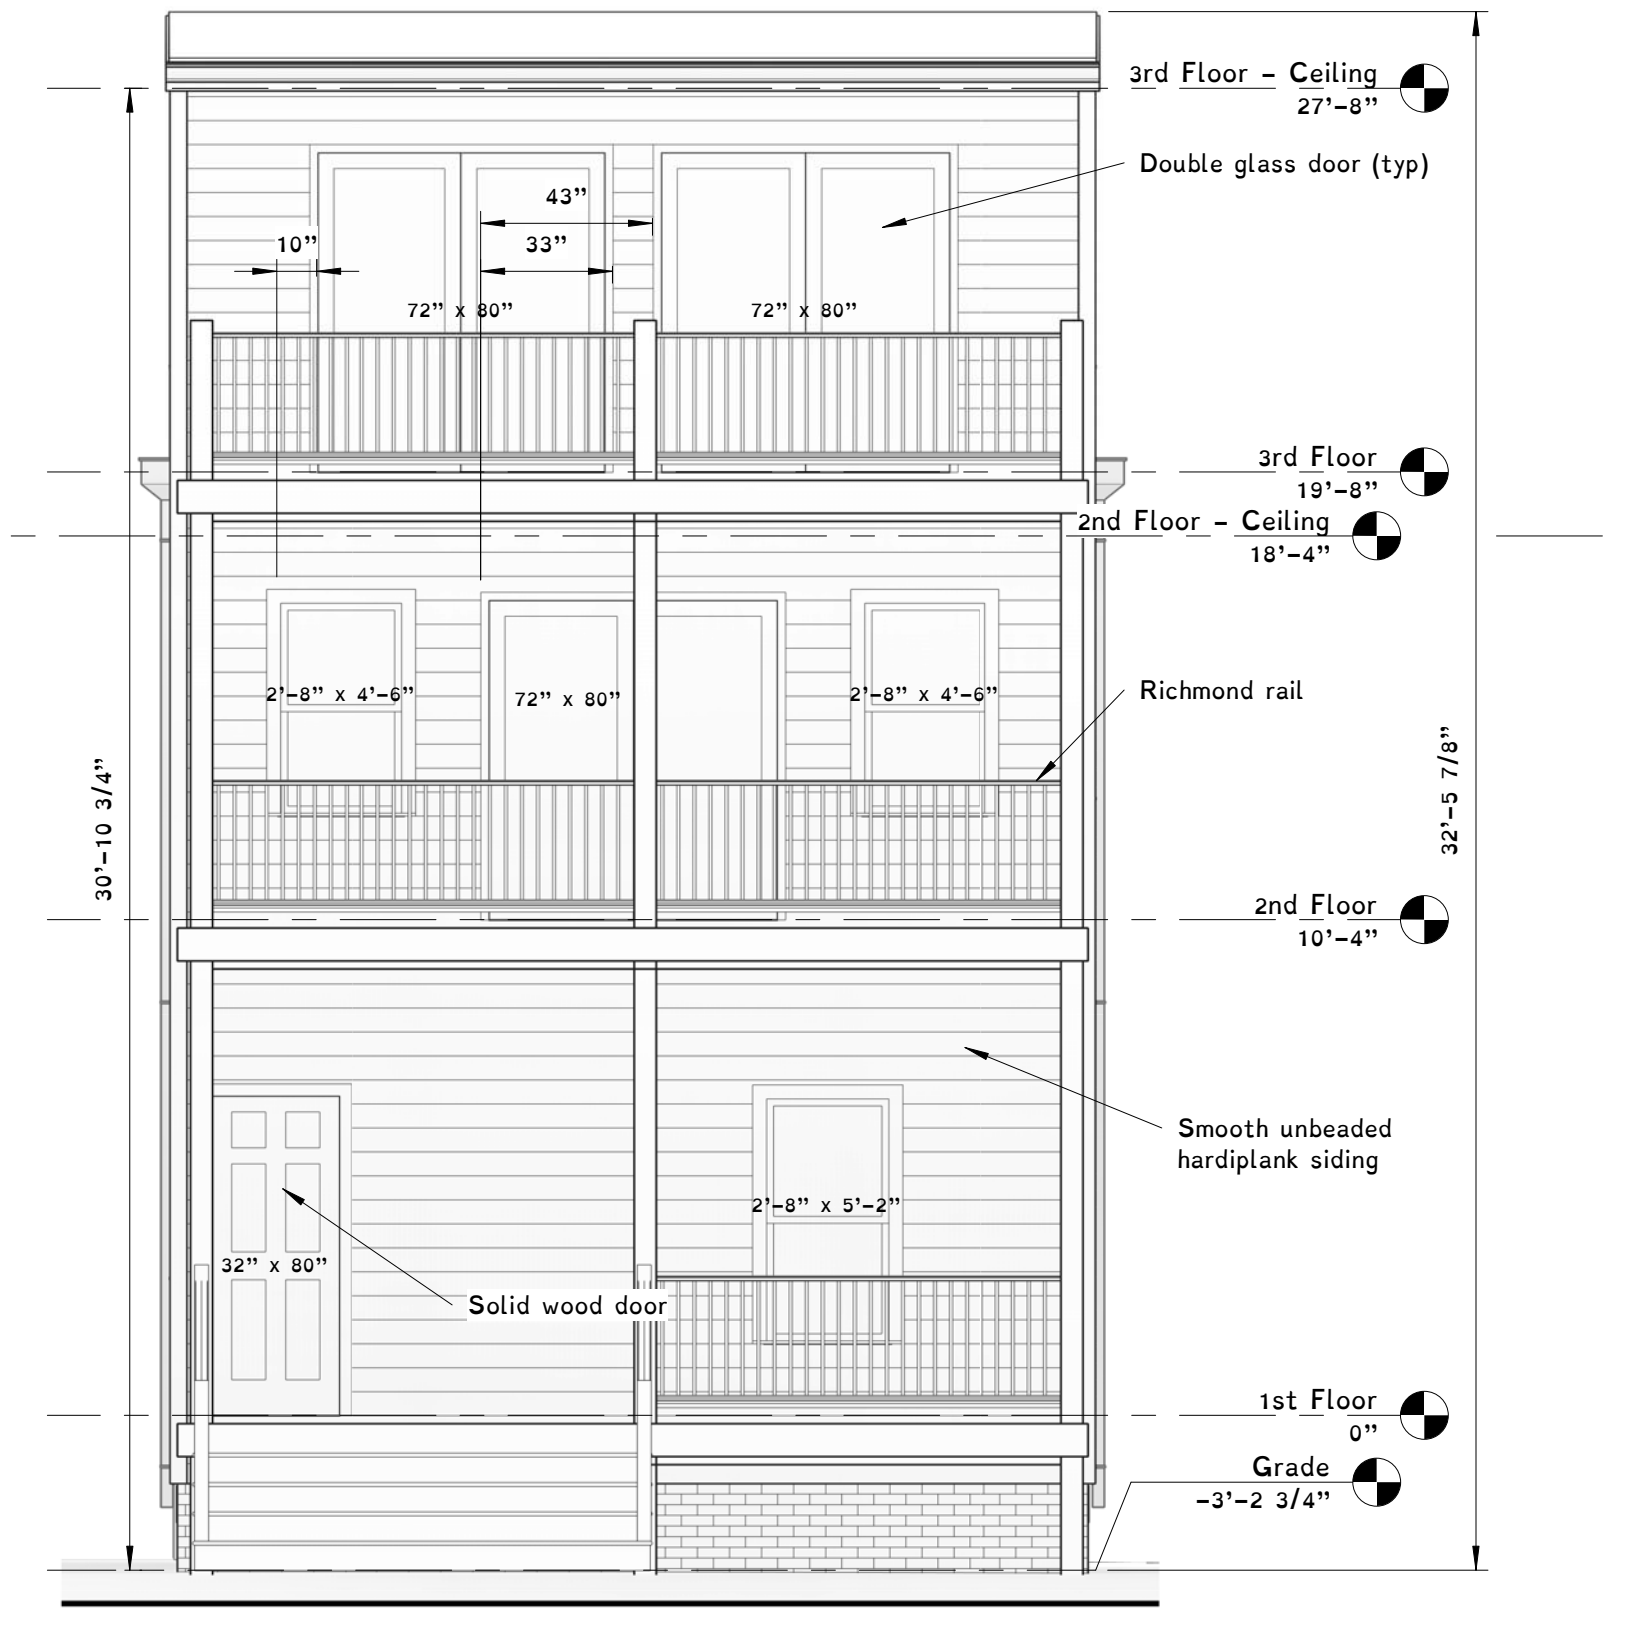 3rd Floor – Ceiling
27’–8”
Double glass door (typ)
43”
10”
33”
72” x 80”
72” x 80”
3rd Floor
19’–8”
2nd Floor – Ceiling
18’–4”
2’–8” x 4’–6”
72” x 80”
2’–8” x 4’–6”
Richmond rail
30’–10 3/4”
32’–5 7/8”
2nd Floor
10’–4”
Smooth unbeaded
hardiplank siding
2’–8” x 5’–2”
32” x 80”
Solid wood door
1st Floor
0”
Grade
–3’–2 3/4”